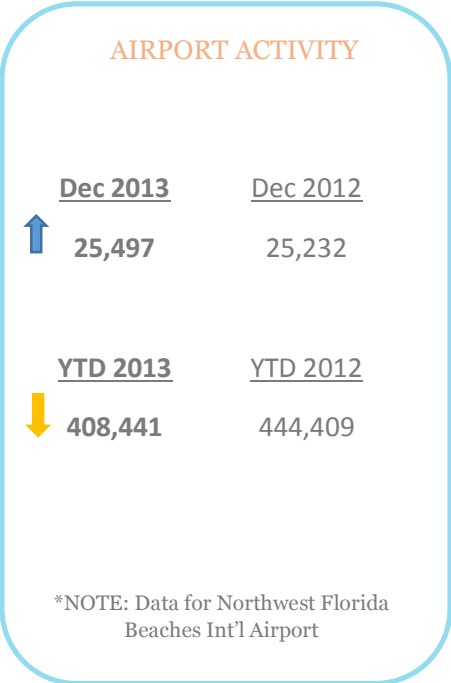 AIRPORT ACTIVITY
Dec 2013 Dec 2012
25,497 25,232
YTD 2013 YTD 2012
408,441 444,409
*NOTE: Data for Northwest Florida
Beaches Int’l Airport